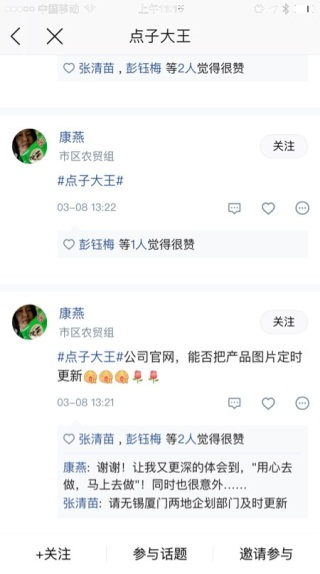 中国移动 上午11:15
点子大王
张清苗，彭钰梅 等2人觉得很赞
康燕
关注
市区农贸组
#点子大王#
03-08 13:22
彭钰梅 等1人觉得很赞
康燕
关注
市区农贸组
#点子大王#公司官网，能否把产品图片定时
更新
03-08 13:21
张清苗，彭钰梅 等2人觉得很赞
康燕: 谢谢！让我又更深的体会到，"用心去
做，马上去做"！同时也很意外……
张清苗: 请无锡厦门两地企划部门及时更新
+关注 参与话题 邀请参与